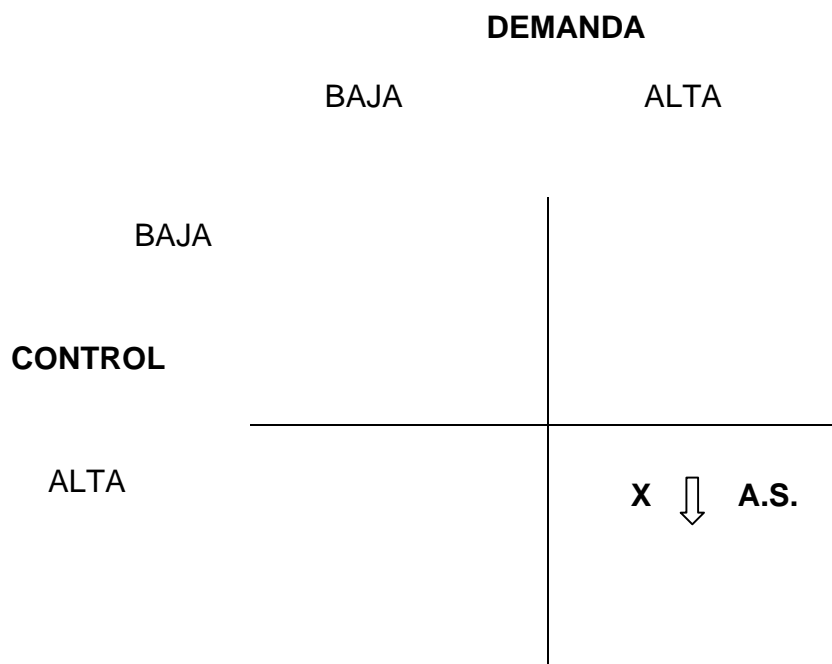 DEMANDA
BAJA ALTA
BAJA
CONTROL
ALTA
X A.S.